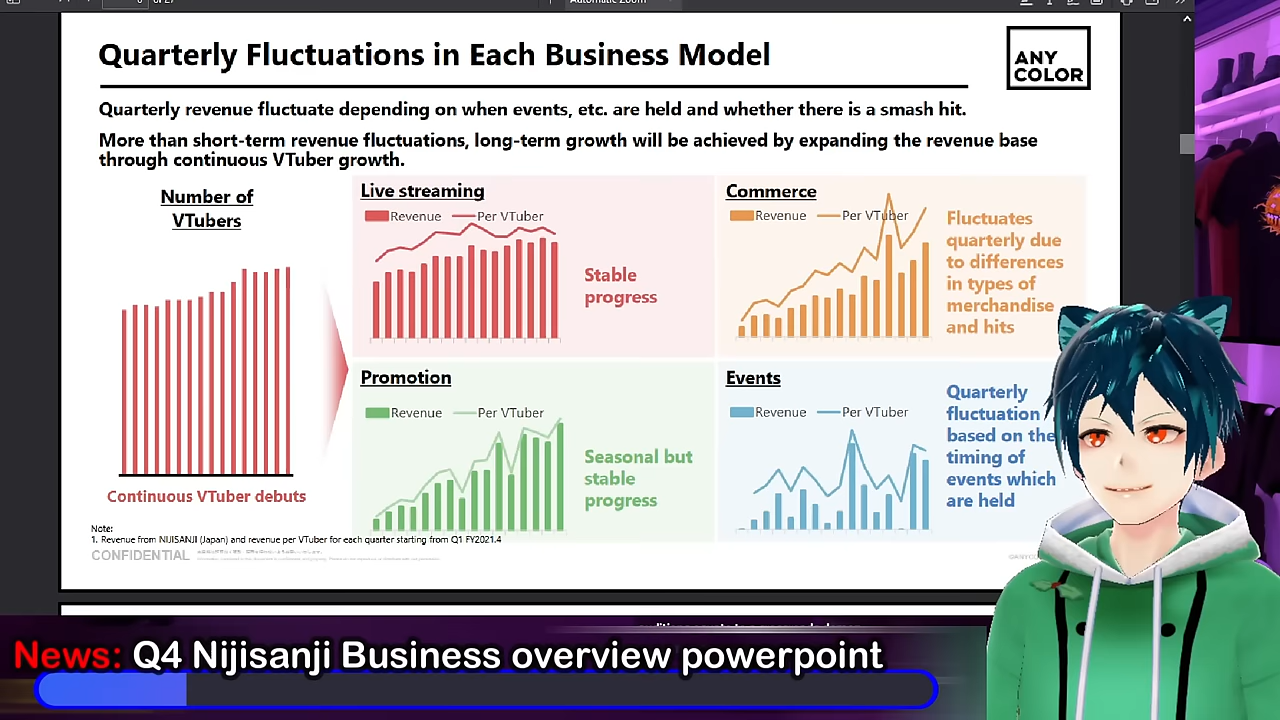 of 27
Automatic Zoom
Quarterly Fluctuations in Each Business Model
ANY
COLOR
Quarterly revenue fluctuate depending on when events, etc. are held and whether there is a smash hit.
More than short-term revenue fluctuations, long-term growth will be achieved by expanding the revenue base
through continuous VTuber growth.
Number of
VTubers
Continuous VTuber debuts
Live streaming
Revenue Per VTuber
Stable
progress
Commerce
Revenue Per VTuber
Fluctuates
quarterly due
to differences
in types of
merchandise
and hits
Promotion
Revenue Per VTuber
Seasonal but
stable
progress
Events
Revenue Per VTuber
Quarterly
fluctuation
based on the
timing of
events which
are held
Note:
1. Revenue from NIJISANJI (Japan) and revenue per VTuber for each quarter starting from Q1 FY2021.4
CONFIDENTIAL
News: Q4 Nijisanji Business overview powerpoint